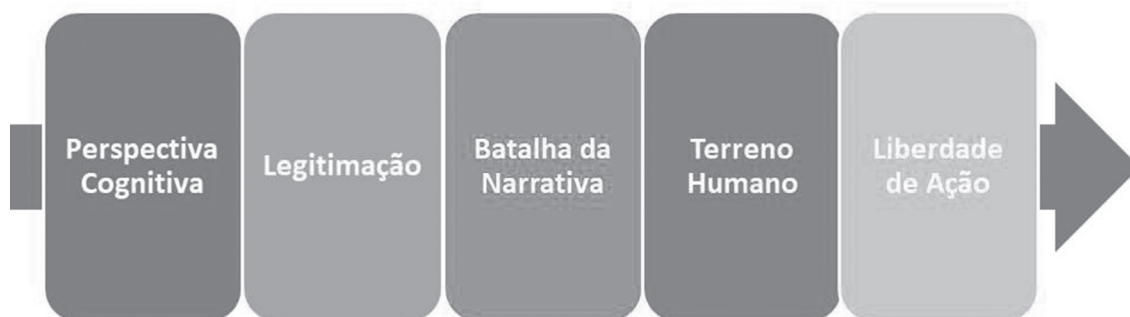 Perspectiva
Cognitiva
Legitimação
Batalha da
Narrativa
Terreno
Humano
Liberdade
de Ação